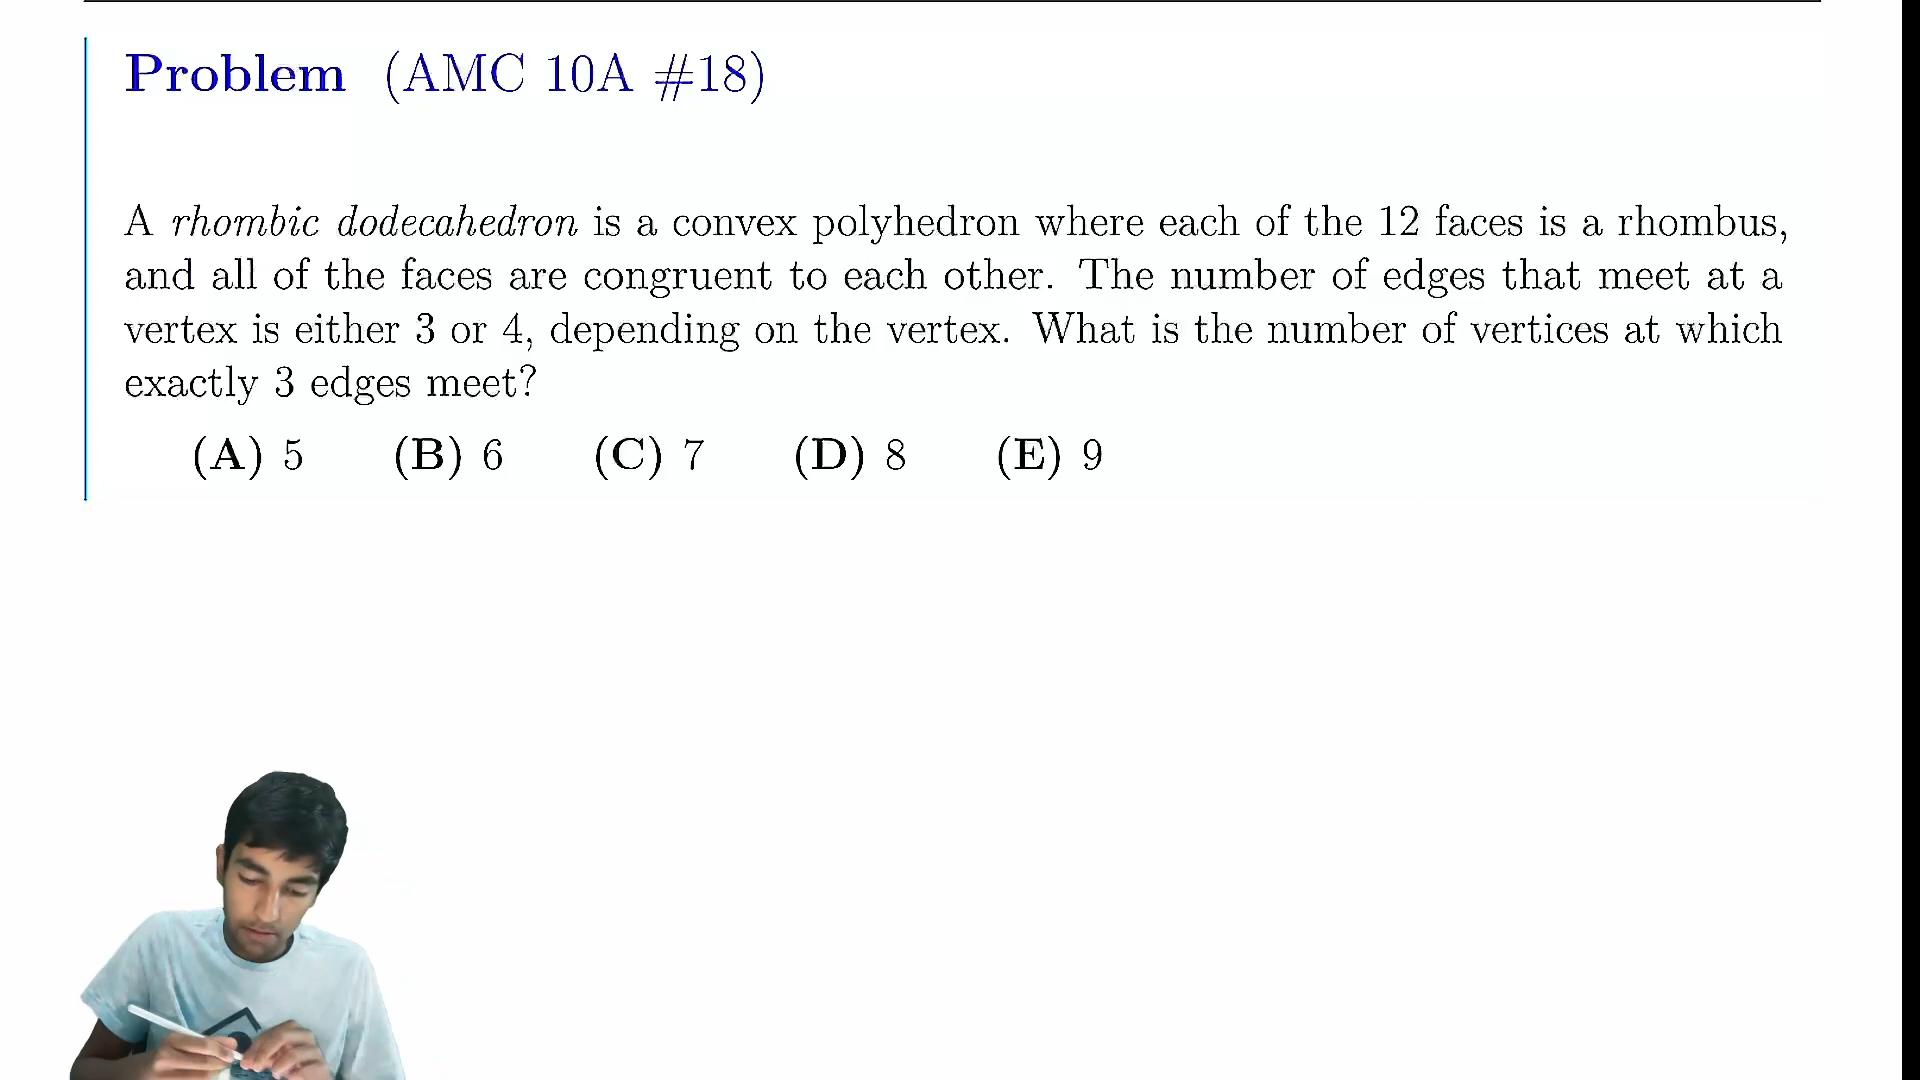 Problem (AMC 10A #18)
A rhombic dodecahedron is a convex polyhedron where each of the 12 faces is a rhombus,
and all of the faces are congruent to each other. The number of edges that meet at a
vertex is either 3 or 4, depending on the vertex. What is the number of vertices at which
exactly 3 edges meet?
(A) 5 (B) 6 (C) 7 (D) 8 (E) 9